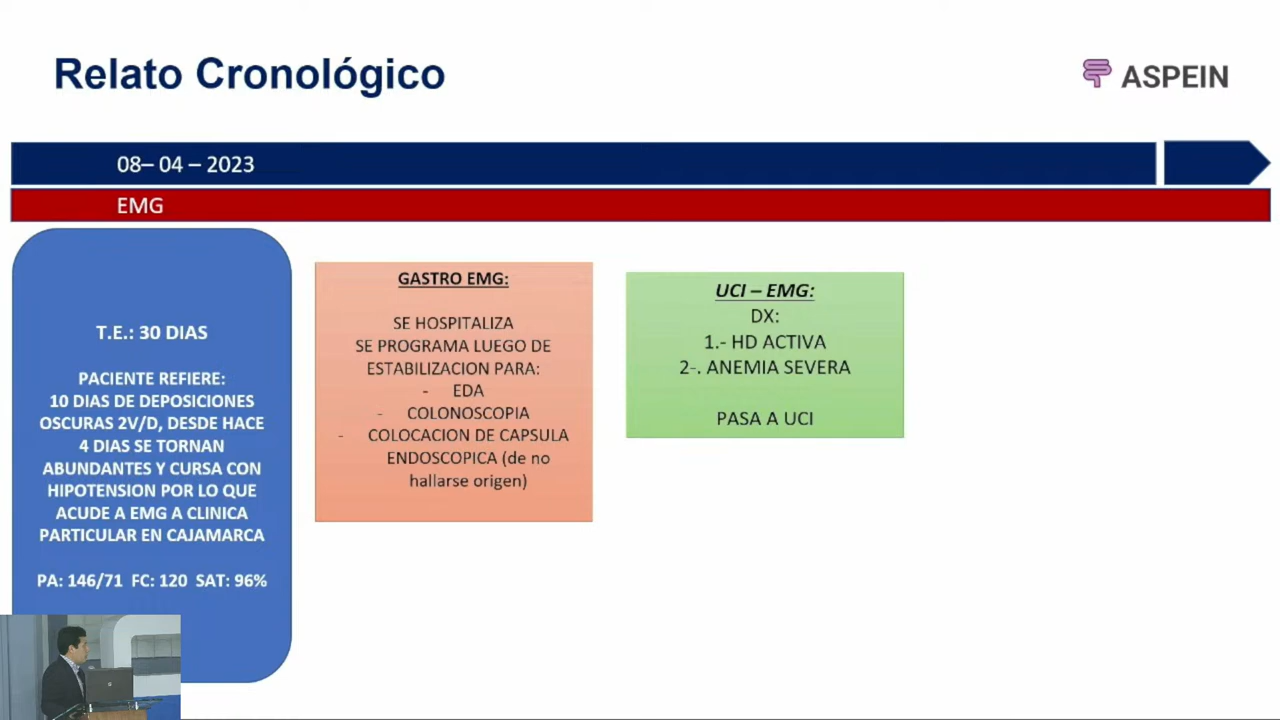 Relato Cronológico
ASPEIN
08– 04 – 2023
EMG
T.E.: 30 DIAS
PACIENTE REFIERE:
10 DIAS DE DEPOSICIONES
OSCURAS 2V/D, DESDE HACE
4 DIAS SE TORNAN
ABUNDANTES Y CURSA CON
HIPOTENSION POR LO QUE
ACUDE A EMG A CLINICA
PARTICULAR EN CAJAMARCA
PA: 146/71 FC: 120 SAT: 96%
GASTRO EMG:
SE HOSPITALIZA
SE PROGRAMA LUEGO DE
ESTABILIZACION PARA:
- EDA
- COLONOSCOPIA
- COLOCACION DE CAPSULA
ENDOSCOPICA (de no
hallarse origen)
UCI – EMG:
DX:
1.- HD ACTIVA
2-. ANEMIA SEVERA
PASA A UCI